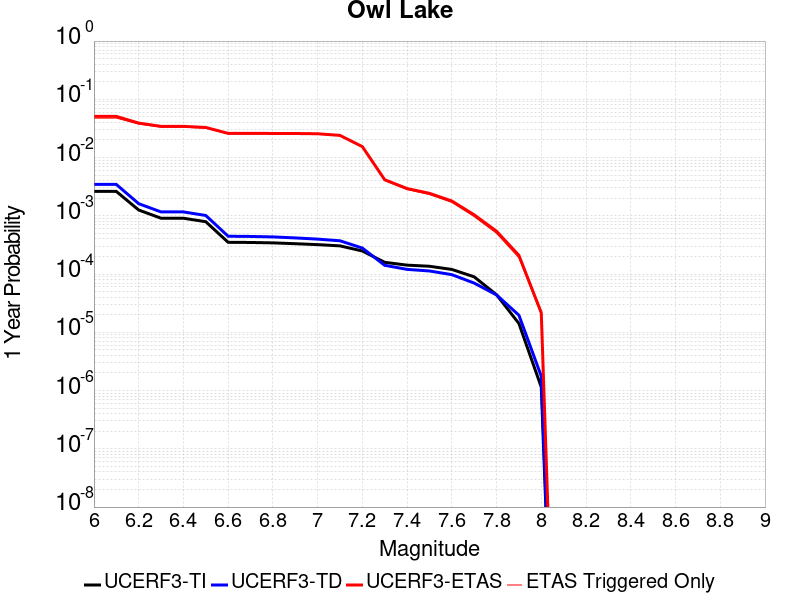 Owl Lake
10^0
10^-1
10^-2
10^-3
10^-4
10^-5
10^-6
10^-7
10^-8
1 Year Probability
6 6.2 6.4 6.6 6.8 7 7.2 7.4 7.6 7.8 8 8.2 8.4 8.6 8.8 9
Magnitude
UCERF3-TI UCERF3-TD UCERF3-ETAS ETAS Triggered Only